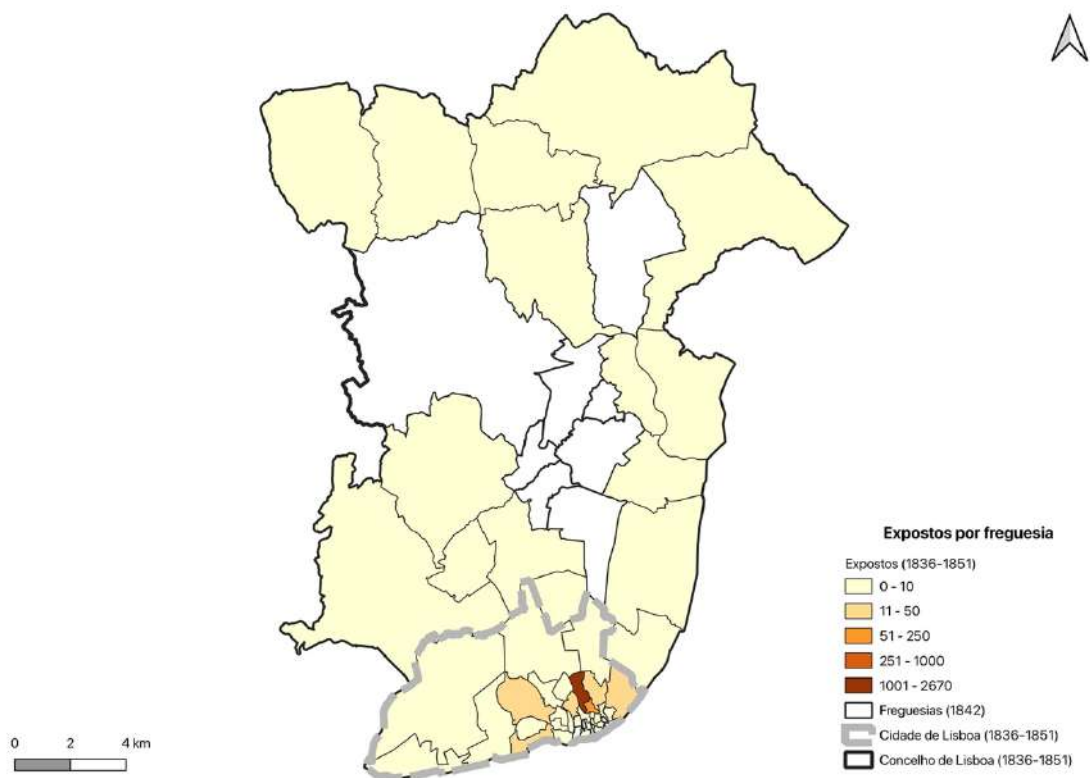 Expostos por freguesia
Expostos (1836-1851)
0 - 10
11 - 50
51 - 250
251 - 1000
1001 - 2670
Freguesias (1842)
Cidade de Lisboa (1836-1851)
Concelho de Lisboa (1836-1851)
0 2 4 km